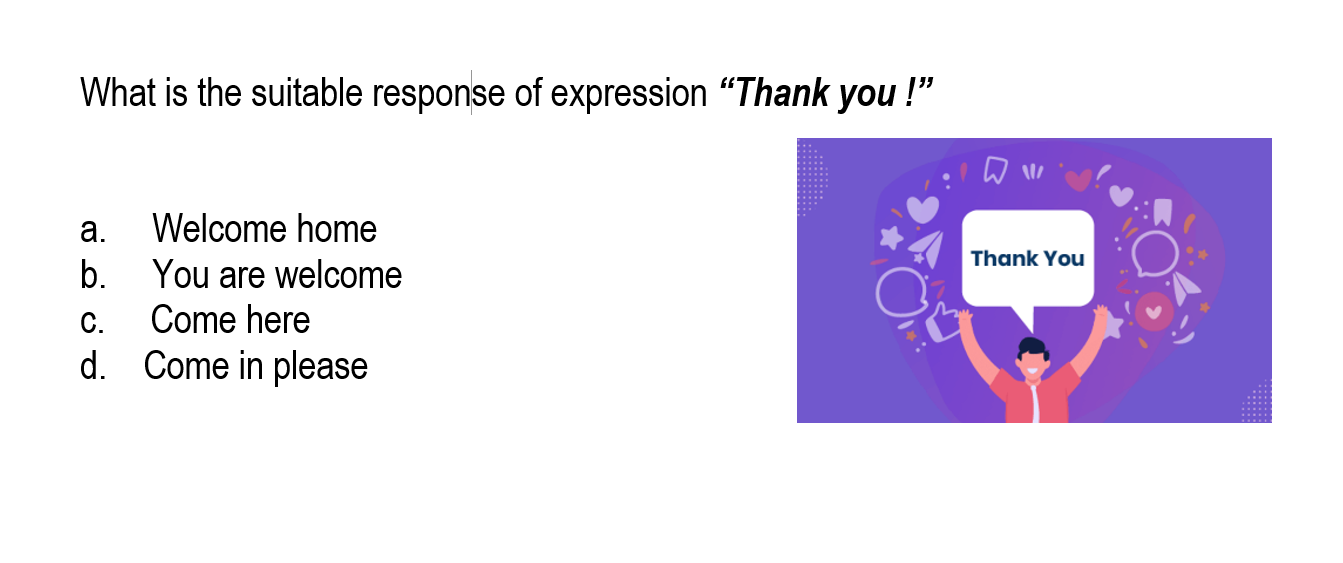 What is the suitable response of expression “Thank you !”
a. Welcome home
b. You are welcome
c. Come here
d. Come in please
Thank You